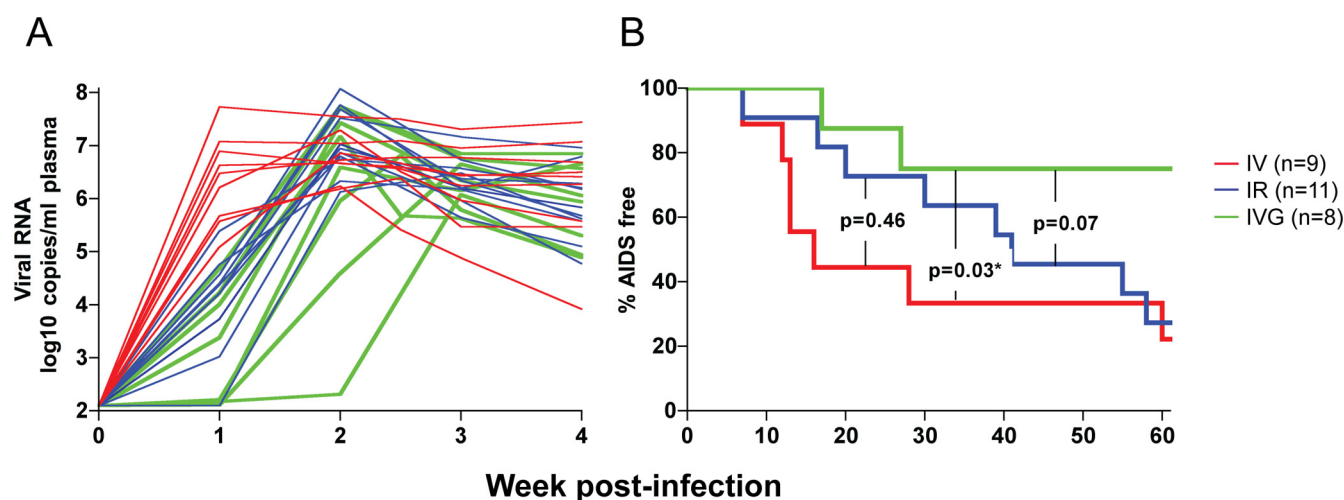 A
B
Viral RNA
log10 copies/ml plasma
8
7
6
5
4
3
2
0
1
2
3
4
% AIDS free
100
80
60
40
20
0
0
10
20
30
40
50
60
p=0.46
p=0.03*
p=0.07
IV (n=9)
IR (n=11)
IVG (n=8)
Week post-infection